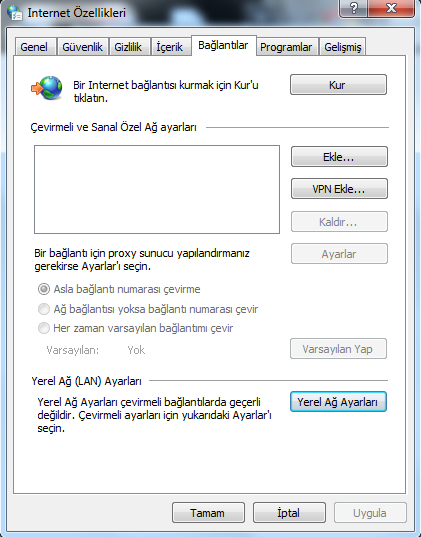 Internet Özellikleri
Genel Güvenlik Gizlilik İçerik Bağlantılar Programlar Gelişmiş
Bir Internet bağlantısı kurmak için Kur'u
tıklatın.
Kur
Çevirmeli ve Sanal Özel Ağ ayarları
Ekle...
VPN Ekle...
Kaldır...
Bir bağlantı için proxy sunucu yapılandırmanız
gerekirse Ayarlar'ı seçin.
Ayarlar
Asla bağlantı numarası çevirme
Ağ bağlantısı yoksa bağlantı numarası çevir
Her zaman varsayılan bağlantımı çevir
Varsayılan: Yok
Varsayılan Yap
Yerel Ağ (LAN) Ayarları
Yerel Ağ Ayarları çevirmeli bağlantılarda geçerli
değildir. Çevirmeli ayarları için yukarıdaki Ayarlar'ı
seçin.
Yerel Ağ Ayarları
Tamam İptal Uygula